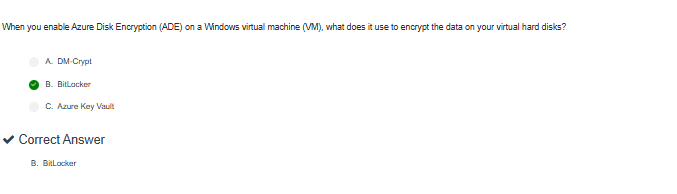 When you enable Azure Disk Encryption (ADE) on a Windows virtual machine (VM), what does it use to encrypt the data on your virtual hard disks?
A. DM-Crypt
B. BitLocker
C. Azure Key Vault
✔ Correct Answer
B. BitLocker